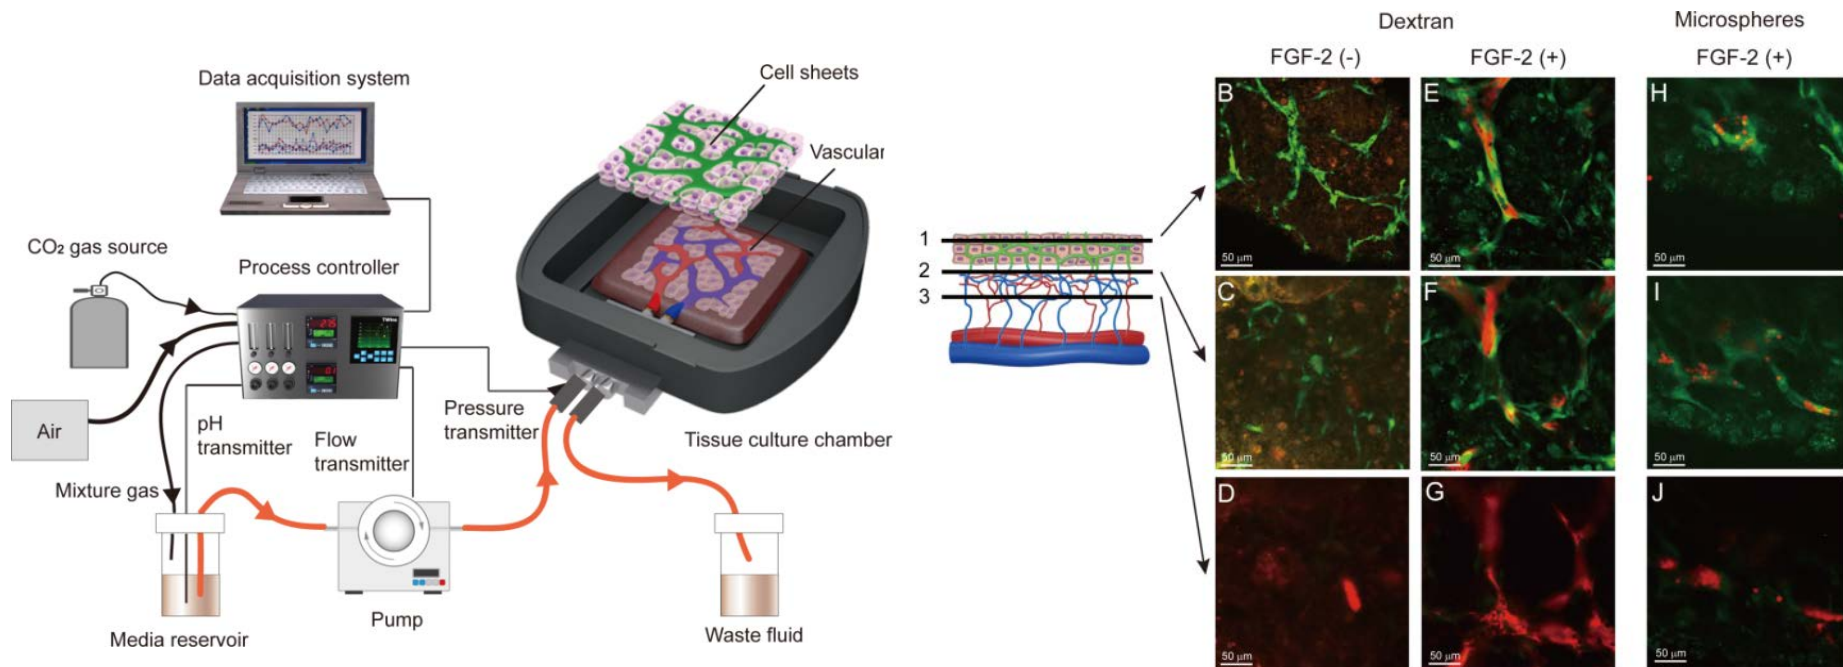 Data acquisition system
CO₂ gas source
Process controller
Air
pH
transmitter
Flow
transmitter
Pressure
transmitter
Mixture gas
Media reservoir
Pump
Waste fluid
Cell sheets
Vascular
Tissue culture chamber
1
2
3
Dextran
Microspheres
FGF-2 (-)
FGF-2 (+)
FGF-2 (+)
B
50 μm
E
50 μm
H
50 μm
C
50 μm
F
50 μm
I
50 μm
D
50 μm
G
50 μm
J
50 μm